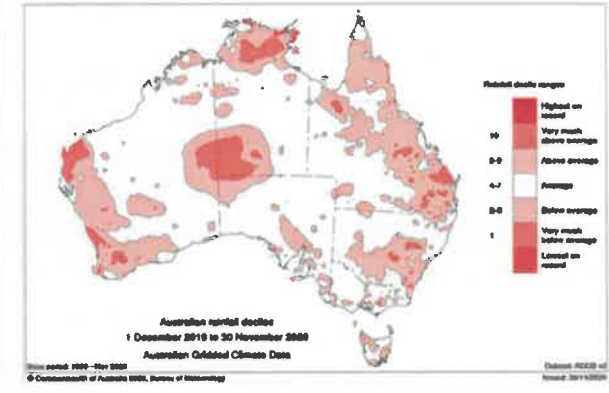 Rainfall decile ranges
Highest on
record
10
Very much
above average
8-9
Above average
4-7
Average
2-3
Below average
1
Very much
below average
Lowest on
record
Australian rainfall deciles
1 December 2019 to 30 November 2020
Australian Gridded Climate Data
© Commonwealth of Australia 2020, Bureau of Meteorology
Issued: